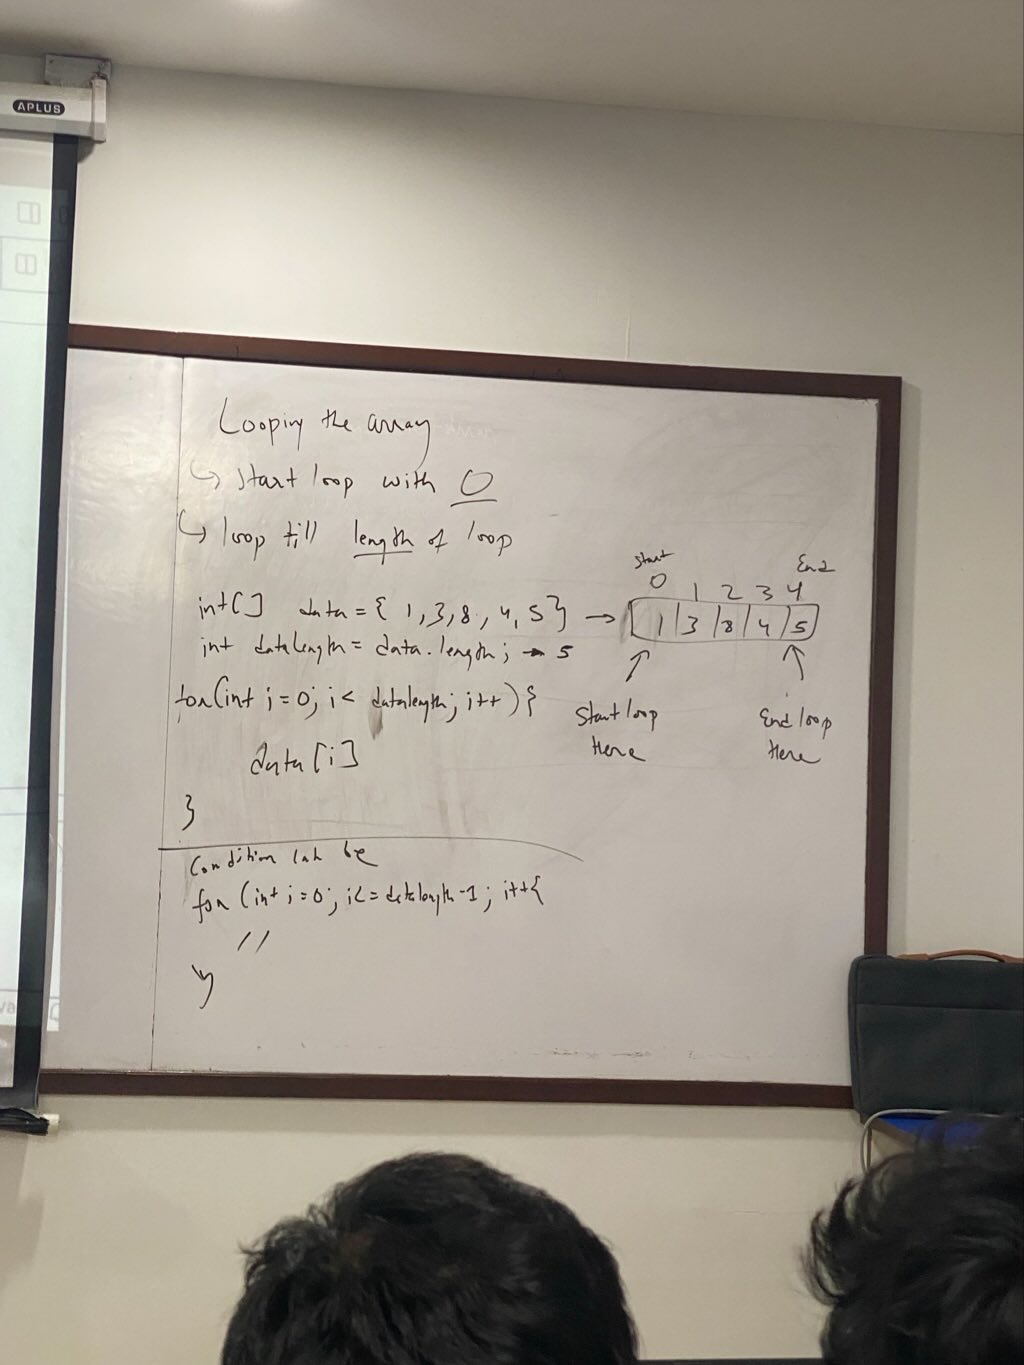 APLUS
Looping the array
↳ Start loop with 0
↳ loop till length of loop
int[] data = { 1, 3, 8, 4, 5 } → 1 | 3 | 8 | 4 | 5
Start End
0 1 2 3 4
int dataLength = data.length; → 5
for(int i = 0; i < datalength; i++){
data[i]
}
Start loop
Here
End loop
Here
Condition can be
for (int i = 0; i <= datalength-1; i++{
//
}